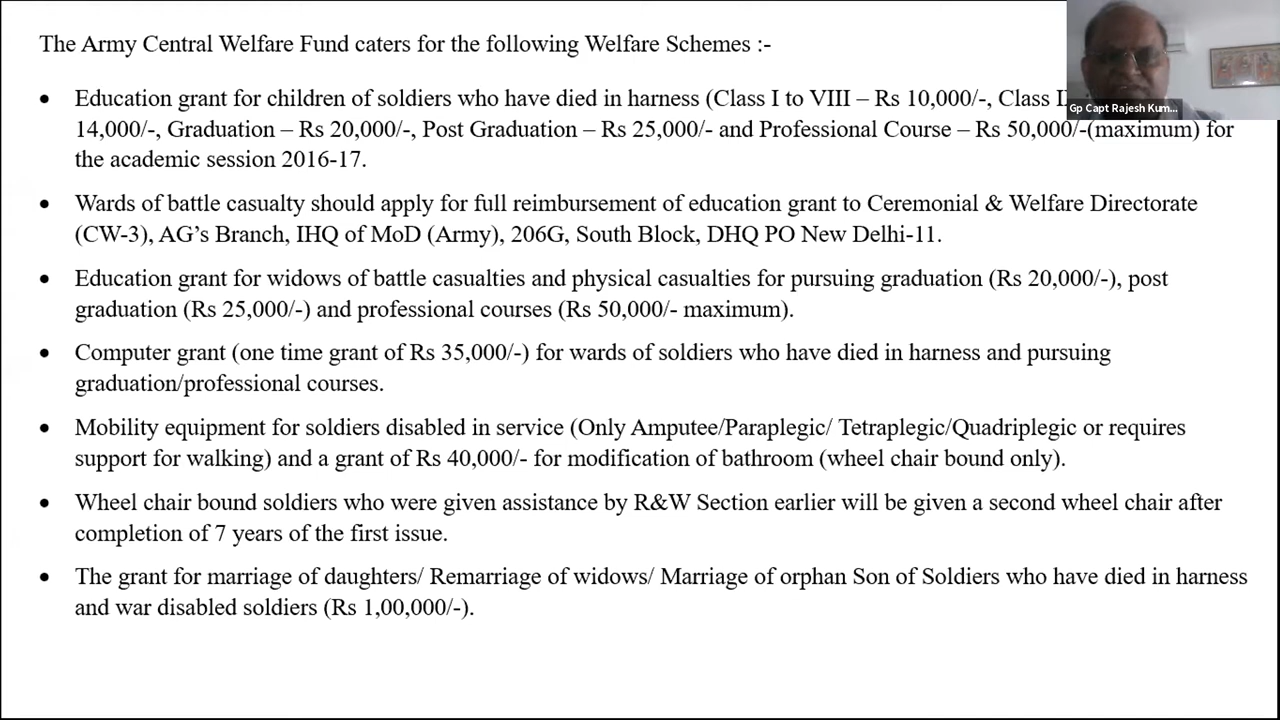 The Army Central Welfare Fund caters for the following Welfare Schemes :-
• Education grant for children of soldiers who have died in harness (Class I to VIII – Rs 10,000/-, Class
14,000/-, Graduation – Rs 20,000/-, Post Graduation – Rs 25,000/- and Professional Course – Rs 50,000/-(maximum) for
the academic session 2016-17.
• Wards of battle casualty should apply for full reimbursement of education grant to Ceremonial & Welfare Directorate
(CW-3), AG’s Branch, IHQ of MoD (Army), 206G, South Block, DHQ PO New Delhi-11.
• Education grant for widows of battle casualties and physical casualties for pursuing graduation (Rs 20,000/-), post
graduation (Rs 25,000/-) and professional courses (Rs 50,000/- maximum).
• Computer grant (one time grant of Rs 35,000/-) for wards of soldiers who have died in harness and pursuing
graduation/professional courses.
• Mobility equipment for soldiers disabled in service (Only Amputee/Paraplegic/ Tetraplegic/Quadriplegic or requires
support for walking) and a grant of Rs 40,000/- for modification of bathroom (wheel chair bound only).
• Wheel chair bound soldiers who were given assistance by R&W Section earlier will be given a second wheel chair after
completion of 7 years of the first issue.
• The grant for marriage of daughters/ Remarriage of widows/ Marriage of orphan Son of Soldiers who have died in harness
and war disabled soldiers (Rs 1,00,000/-).
Gp Capt Rajesh Kum...